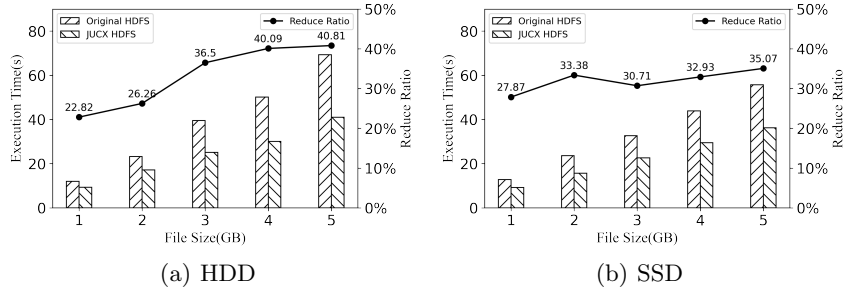 Original HDFS
JUCX HDFS
Reduce Ratio
Execution Time(s)
80
60
40
20
0
50%
40%
30%
20%
10%
0%
Reduce Ratio
22.82
26.26
36.5
40.09
40.81
1 2 3 4 5
File Size(GB)
(a) HDD
Original HDFS
JUCX HDFS
Reduce Ratio
Execution Time(s)
80
60
40
20
0
50%
40%
30%
20%
10%
0%
Reduce Ratio
27.87
33.38
30.71
32.93
35.07
1 2 3 4 5
File Size(GB)
(b) SSD